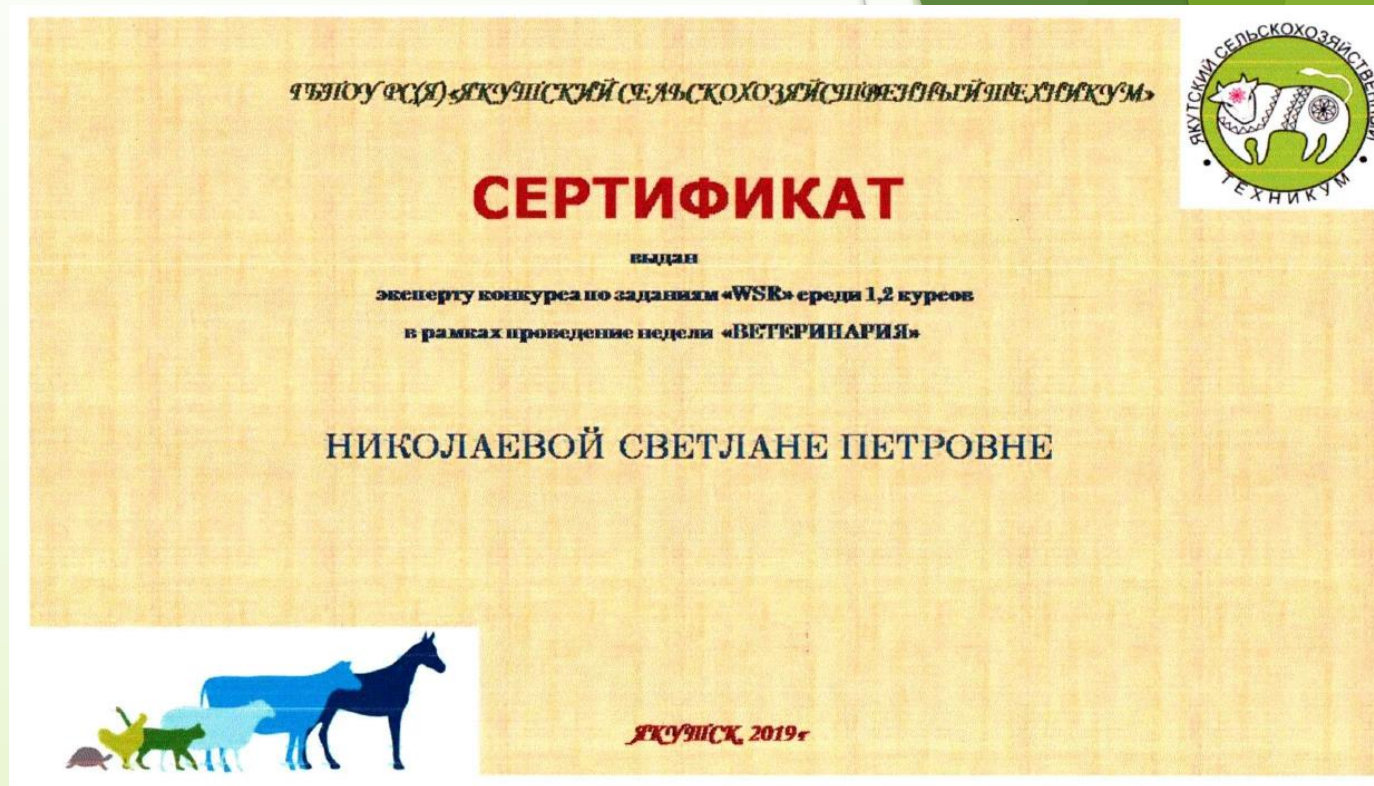 ГБПОУ РС(Я) «ЯКУТСКИЙ СЕЛЬСКОХОЗЯЙСТВЕННЫЙ ТЕХНИКУМ»
ЯКУТСКИЙ СЕЛЬСКОХОЗЯЙСТВЕННЫЙ
• ТЕХНИКУМ •
СЕРТИФИКАТ
выдан
эксперту конкурса по заданиям «WSR» среди 1,2 курсов
в рамках проведение недели «ВЕТЕРИНАРИЯ»
НИКОЛАЕВОЙ СВЕТЛАНЕ ПЕТРОВНЕ
ЯКУТСК, 2019г